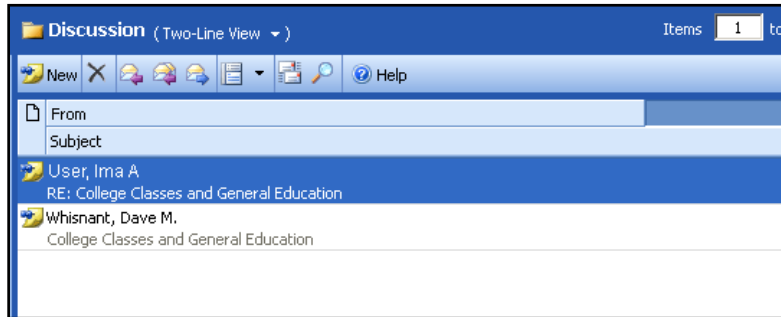 Discussion (Two-Line View ▾) Items 1 to
New Help
From
Subject
User, Ima A
RE: College Classes and General Education
Whisnant, Dave M.
College Classes and General Education